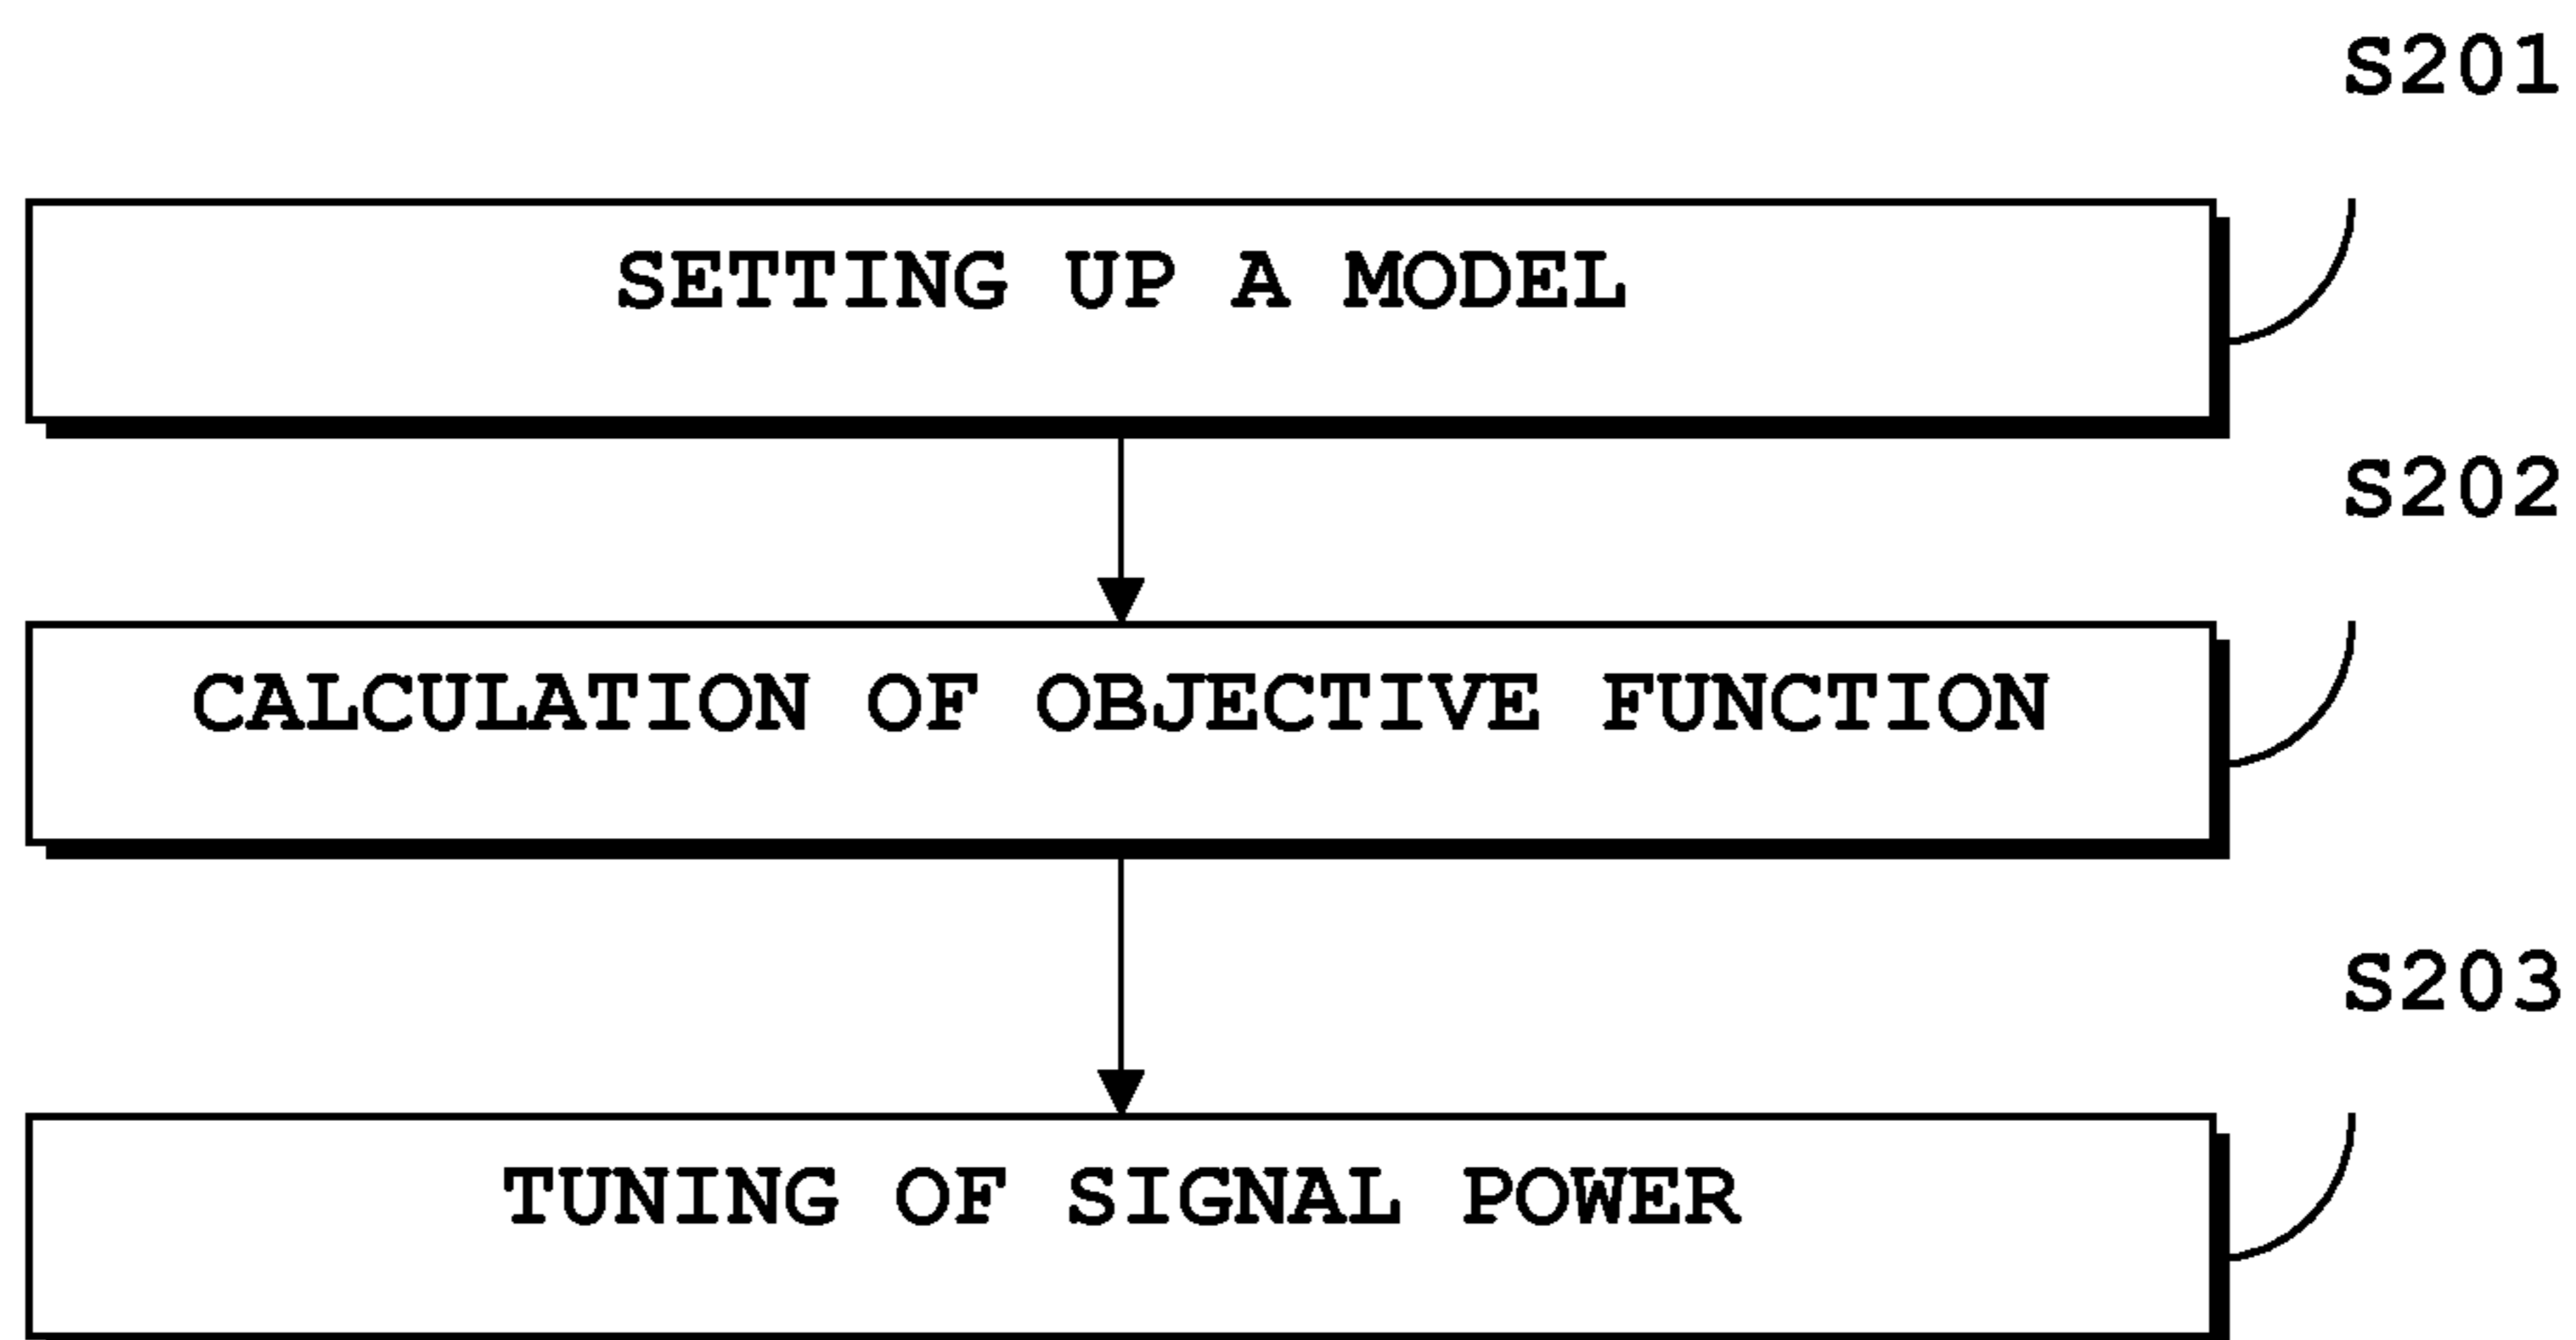 S201
SETTING UP A MODEL
S202
CALCULATION OF OBJECTIVE FUNCTION
S203
TUNING OF SIGNAL POWER